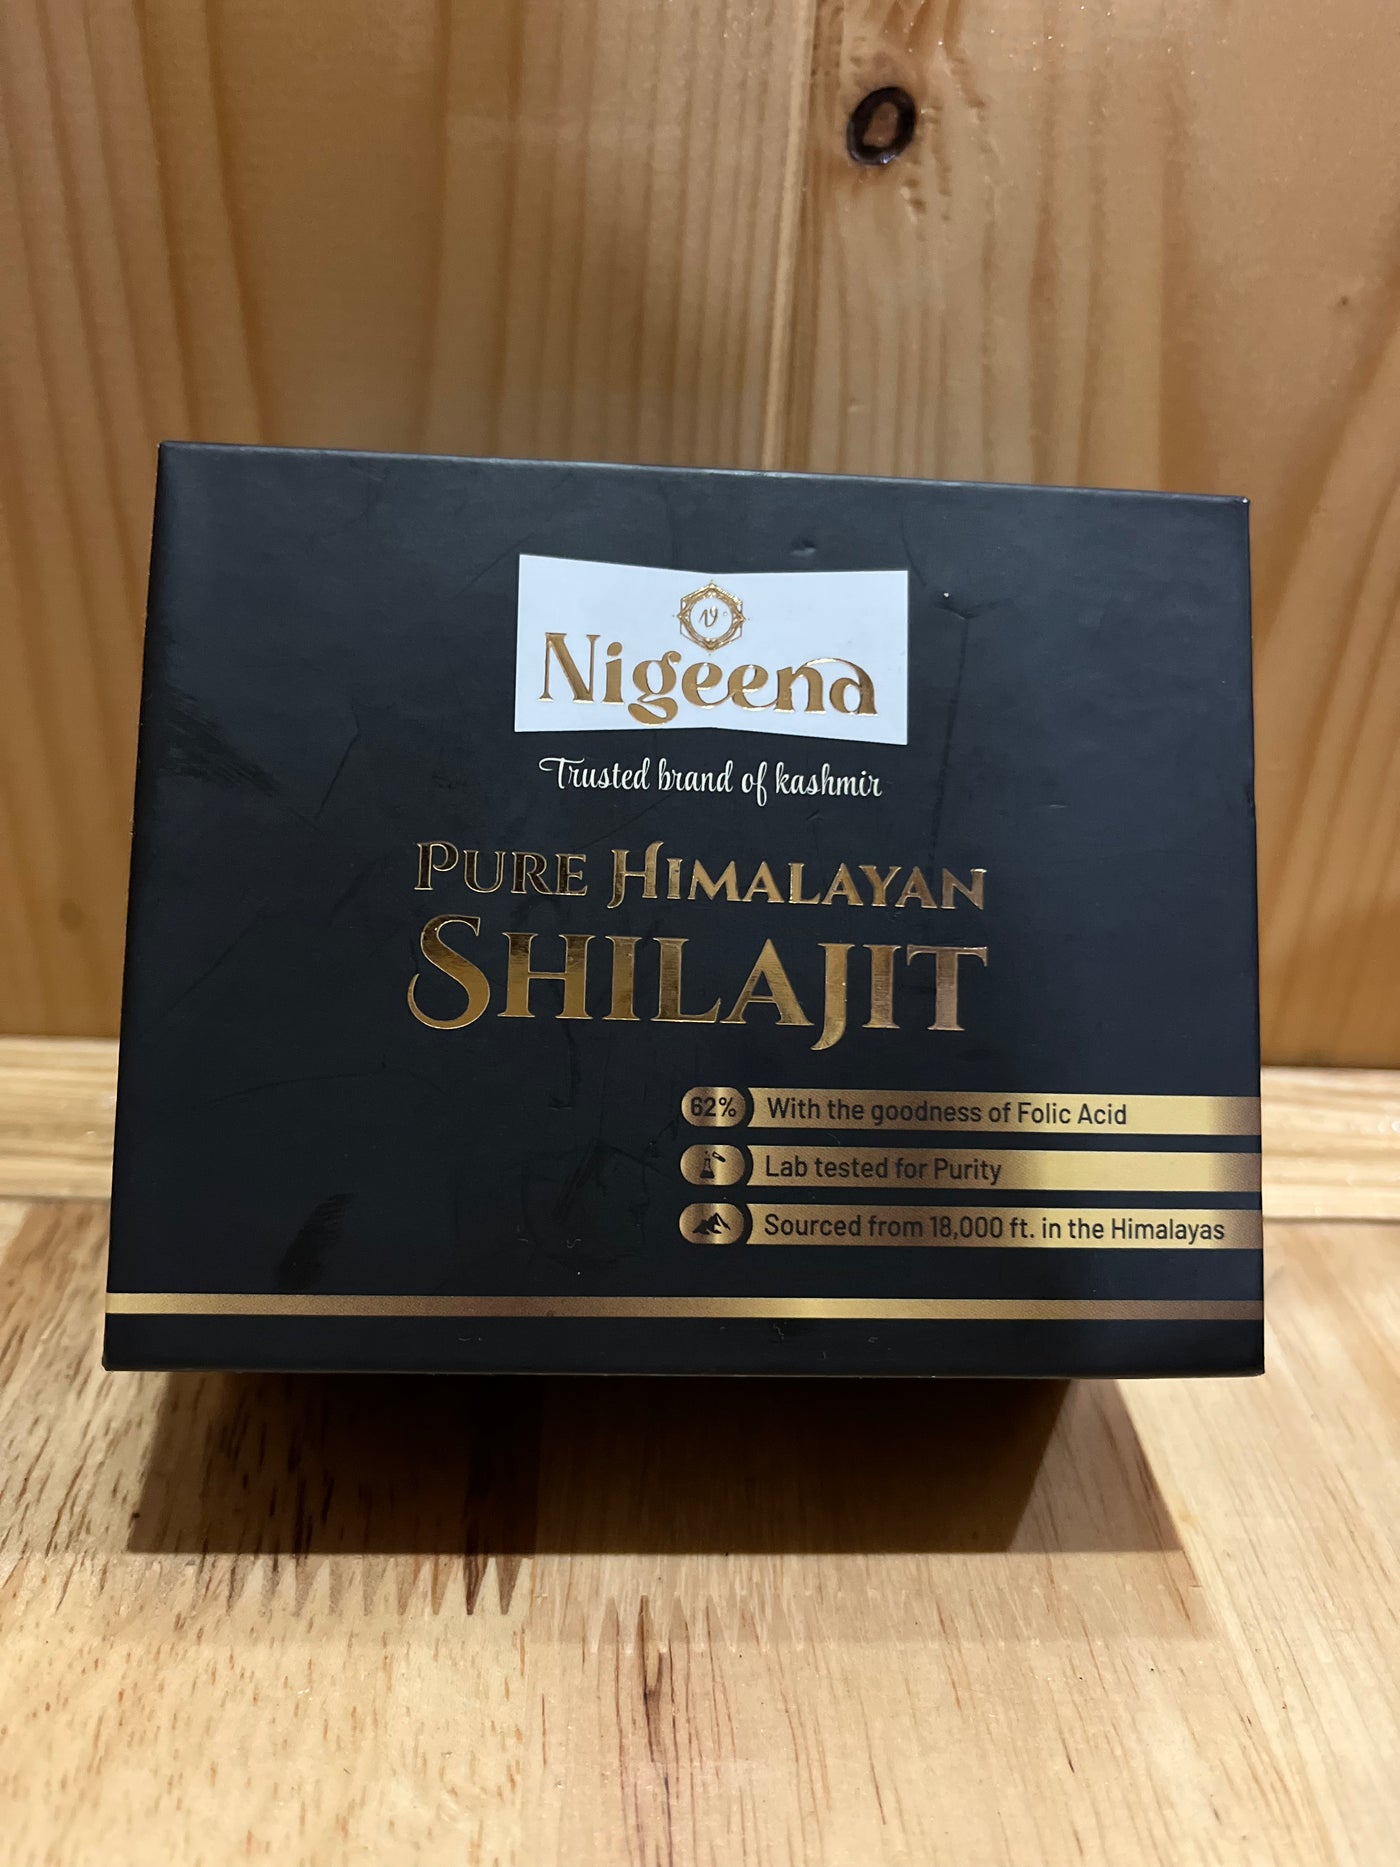 Nigeena
Trusted brand of kashmir
PURE HIMALAYAN
SHILAJIT
62% With the goodness of Folic Acid
Lab tested for Purity
Sourced from 18,000 ft. in the Himalayas